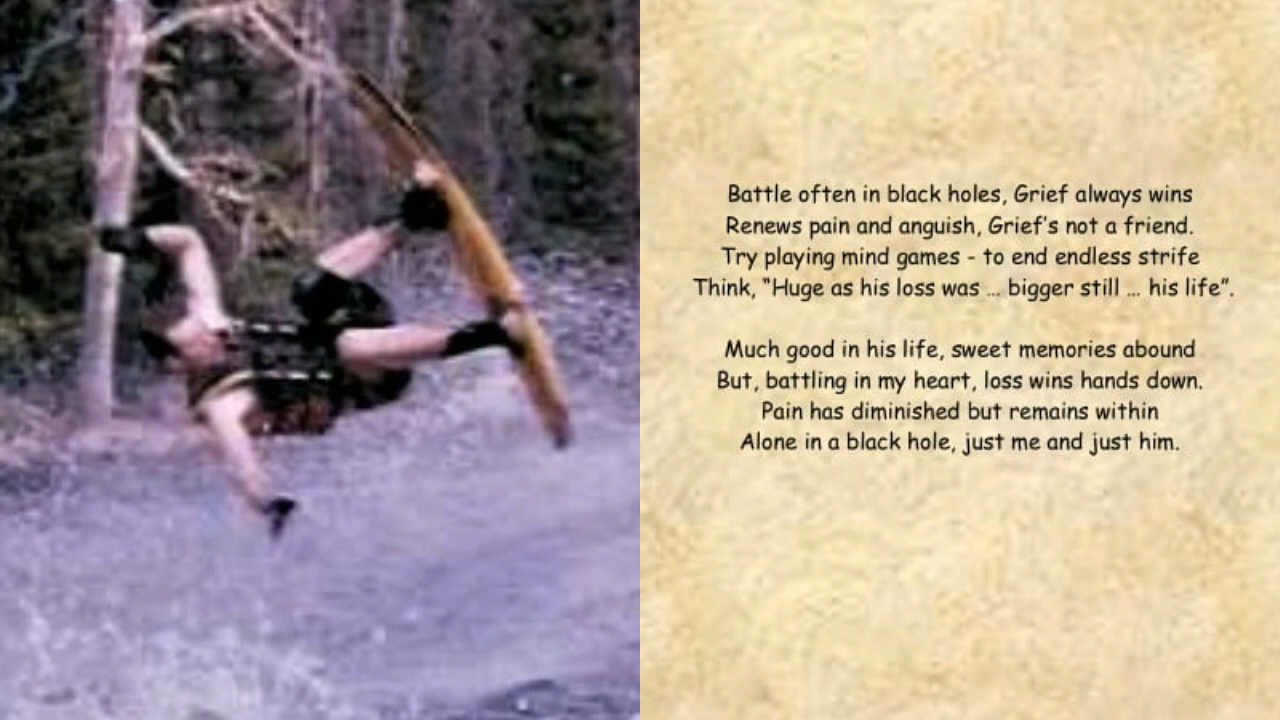 Battle often in black holes, Grief always wins
Renews pain and anguish, Grief's not a friend.
Try playing mind games - to end endless strife
Think, “Huge as his loss was ... bigger still ... his life”.
Much good in his life, sweet memories abound
But, battling in my heart, loss wins hands down.
Pain has diminished but remains within
Alone in a black hole, just me and just him.